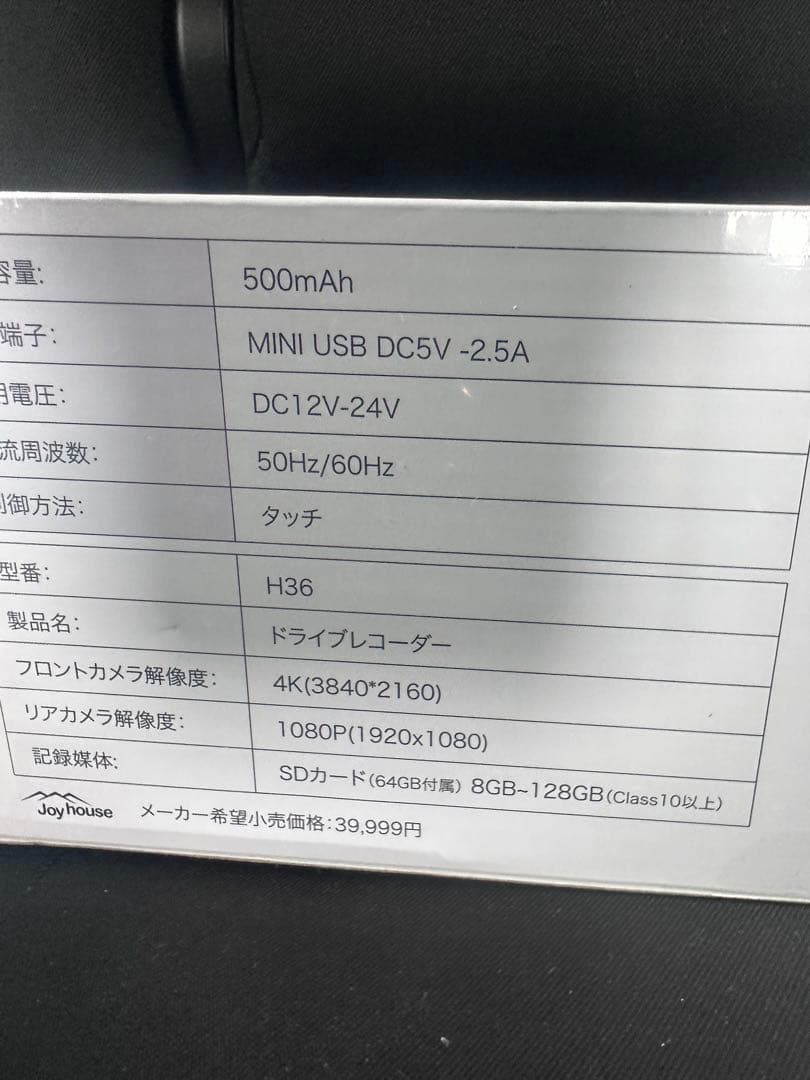 容量: 500mAh
端子: MINI USB DC5V -2.5A
用電圧: DC12V-24V
流周波数: 50Hz/60Hz
制御方法: タッチ
型番: H36
製品名: ドライブレコーダー
フロントカメラ解像度: 4K(3840*2160)
リアカメラ解像度: 1080P(1920x1080)
記録媒体: SDカード(64GB付属) 8GB~128GB(Class10以上)
Joyhouse メーカー希望小売価格:39,999円